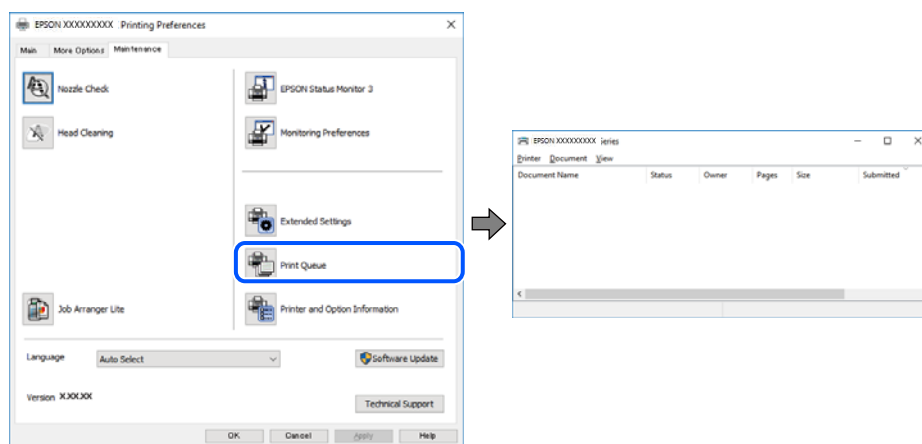 EPSON XXXXXXXXX Printing Preferences
Main More Options Maintenance
Nozzle Check
EPSON Status Monitor 3
Head Cleaning
Monitoring Preferences
Extended Settings
Print Queue
Job Arranger Lite
Printer and Option Information
Language Auto Select
Software Update
Version X.XX.XX
Technical Support
OK Cancel Apply Help
EPSON XXXXXXXXX ieries
Printer Document View
Document Name Status Owner Pages Size Submitted